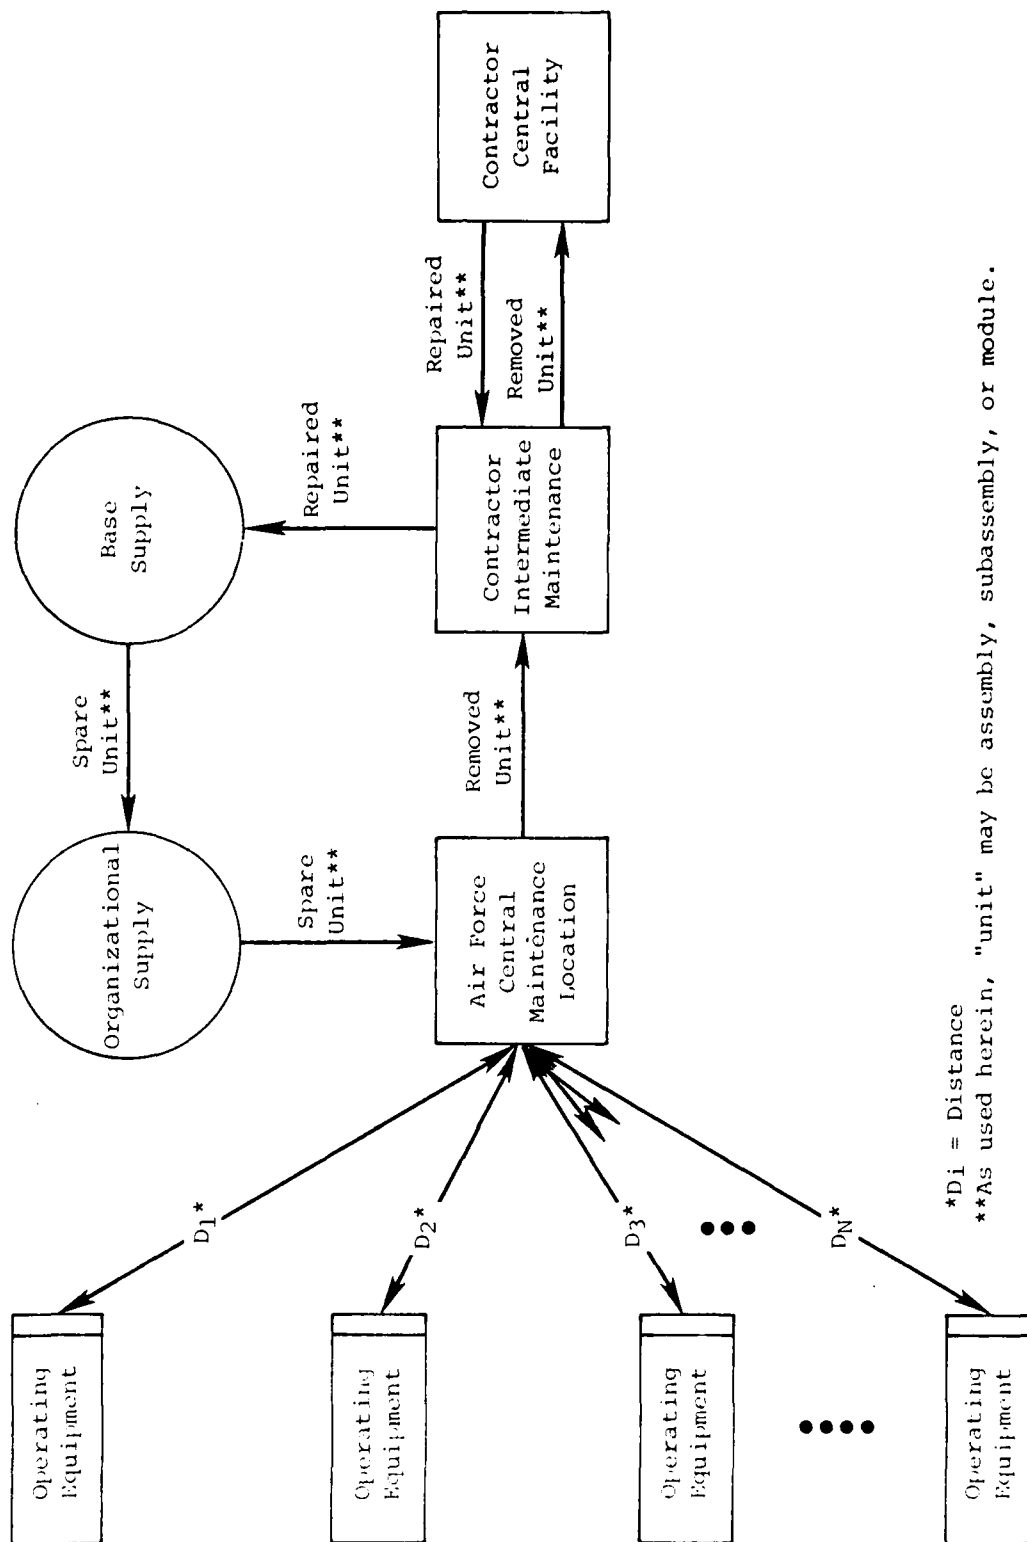 Operating
Equipment
Operating
Equipment
Operating
Equipment
Operating
Equipment
D1*
D2*
D3*
DN*
Organizational
Supply
Spare
Unit**
Base
Supply
Spare
Unit**
Air Force
Central
Maintenance
Location
Removed
Unit**
Contractor
Intermediate
Maintenance
Repaired
Unit**
Repaired
Unit**
Removed
Unit**
Contractor
Central
Facility
*Di = Distance
**As used herein, "unit" may be assembly, subassembly, or module.